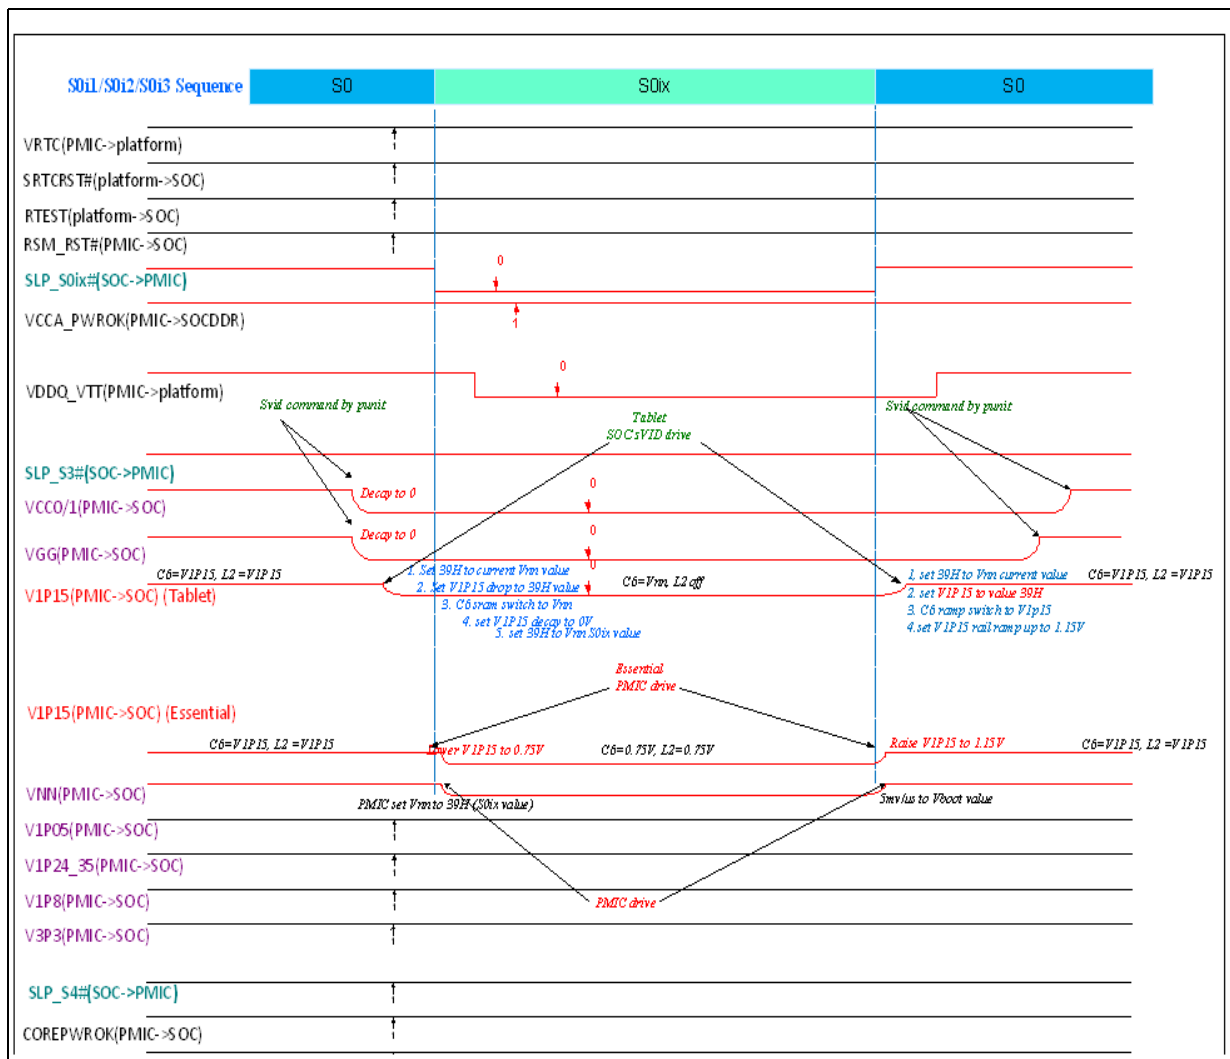 S0i1/S0i2/S0i3 Sequence
S0
S0ix
S0
VRTC(PMIC->platform)
SRTCRST#(platform->SOC)
RTEST(platform->SOC)
RSM_RST#(PMIC->SOC)
SLP_S0ix#(SOC->PMIC)
0
VCCA_PWROK(PMIC->SOCDDR)
1
VDDQ_VTT(PMIC->platform)
0
Svid command by punit
Tablet
SOC sVID drive
Svid command by punit
SLP_S3#(SOC->PMIC)
VCC0/1(PMIC->SOC)
Decay to 0
0
VGG(PMIC->SOC)
Decay to 0
0
V1P15(PMIC->SOC) (Tablet)
C6=V1P15, L2 =V1P15
1. Set 39H to current Vnn value
2. Set V1P15 drop to 39H value
3. C6 sram switch to Vnn
4. set V1P15 decay to 0V
5. set 39H to Vnn S0ix value
0
C6=Vnn, L2 off
1, set 39H to Vnn current value
2. set V1P15 to value 39H
3. C6 ramp switch to V1p15
4.set V1P15 rail ramp up to 1.15V
C6=V1P15, L2 =V1P15
Essential
PMIC drive
V1P15(PMIC->SOC) (Essential)
C6=V1P15, L2 =V1P15
Lower V1P15 to 0.75V
C6=0.75V, L2=0.75V
Raise V1P15 to 1.15V
C6=V1P15, L2 =V1P15
VNN(PMIC->SOC)
PMIC set Vnn to 39H (S0ix value)
5mv/us to Vboot value
V1P05(PMIC->SOC)
V1P24_35(PMIC->SOC)
V1P8(PMIC->SOC)
PMIC drive
V3P3(PMIC->SOC)
SLP_S4#(SOC->PMIC)
COREPWROK(PMIC->SOC)